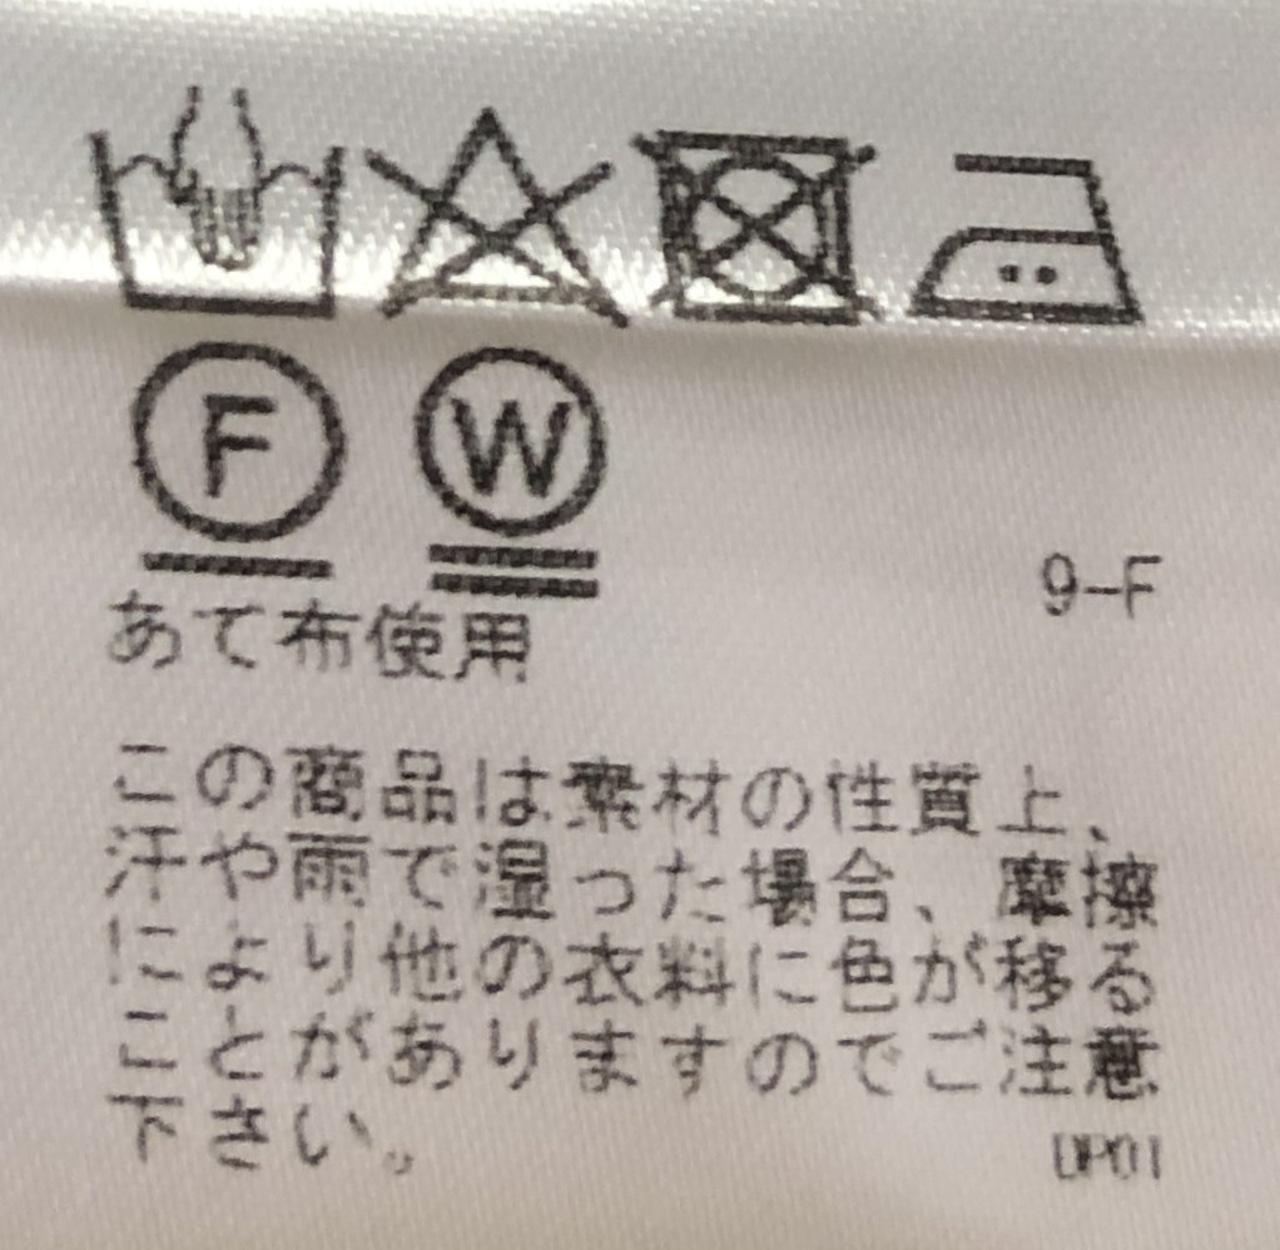 F W
9-F
あて布使用
この商品は素材の性質上、
汗や雨で湿った場合、摩擦
により他の衣料に色が移る
ことがありますのでご注意
下さい。
DP01